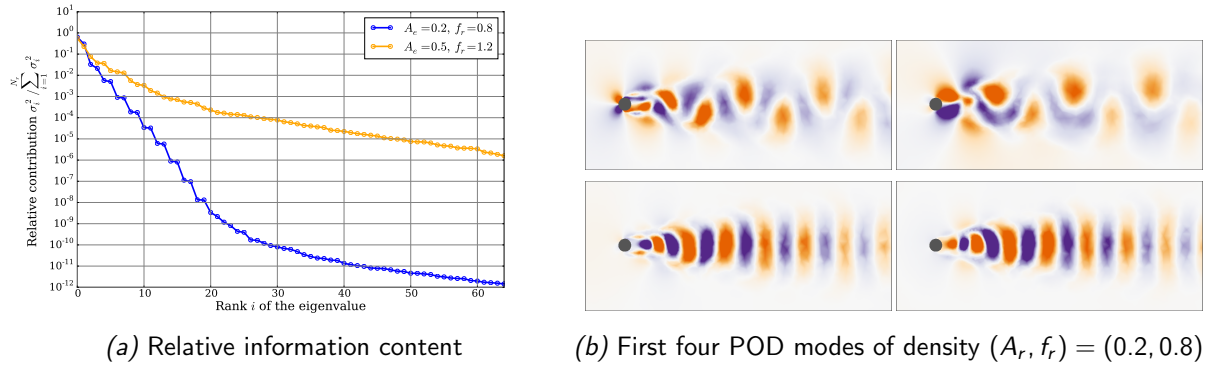 10^1
10^0
10^-1
10^-2
10^-3
10^-4
10^-5
10^-6
10^-7
10^-8
10^-9
10^-10
10^-11
10^-12
Relative contribution σ_i^2 / ∑_{i=1}^{N_s} σ_i^2
A_e =0.2, f_r =0.8
A_e =0.5, f_r =1.2
0 10 20 30 40 50 60
Rank i of the eigenvalue
(a) Relative information content
(b) First four POD modes of density (A_r, f_r) = (0.2, 0.8)